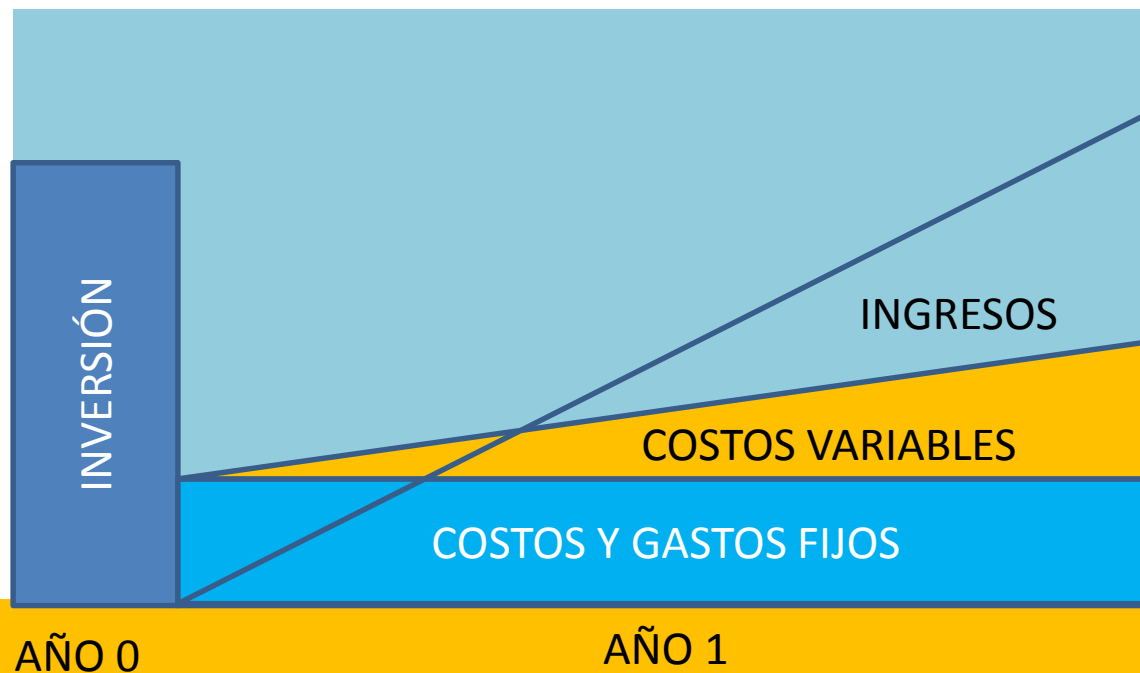 INVERSIÓN
INGRESOS
COSTOS VARIABLES
COSTOS Y GASTOS FIJOS
AÑO 0
AÑO 1